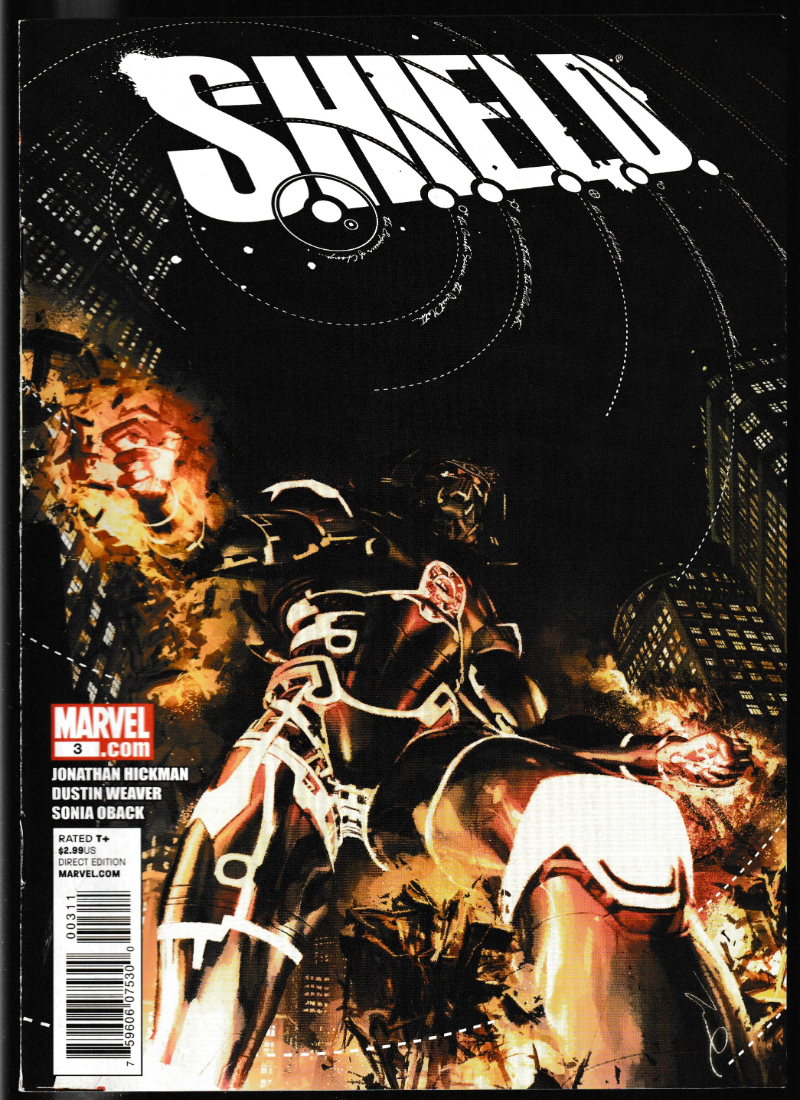 SHIELD.
®
MARVEL
3 .com
JONATHAN HICKMAN
DUSTIN WEAVER
SONIA OBACK
RATED T+
$2.99US
DIRECT EDITION
MARVEL.COM
00311
7 59606 07530 0